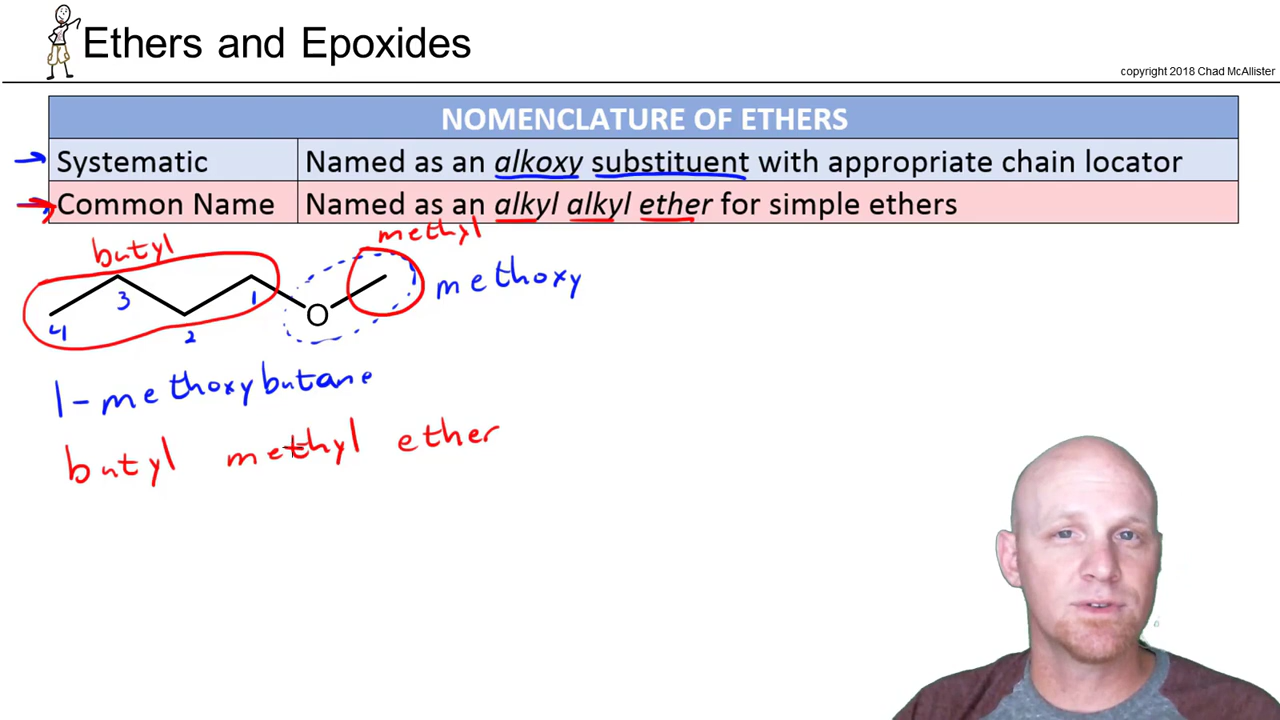 Ethers and Epoxides
copyright 2018 Chad McAllister
NOMENCLATURE OF ETHERS
Systematic Named as an alkoxy substituent with appropriate chain locator
Common Name Named as an alkyl alkyl ether for simple ethers
butyl methyl
methoxy
4 3 2 1 O
1-methoxybutane
butyl methyl ether